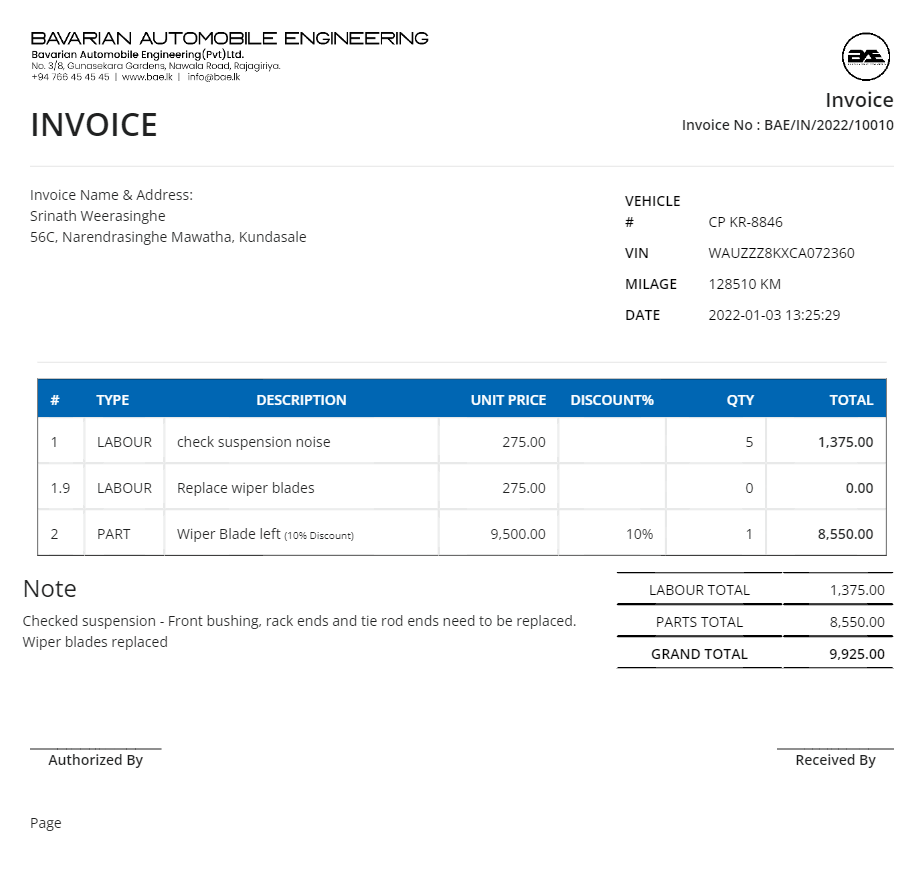 BAVARIAN AUTOMOBILE ENGINEERING
Bavarian Automobile Engineering(Pvt)Ltd.
No. 3/8, Gunasekara Gardens, Nawala Road, Rajagiriya.
+94 766 45 45 45 | www.bae.lk | info@bae.lk
BAE
Invoice
INVOICE
Invoice No : BAE/IN/2022/10010
Invoice Name & Address:
Srinath Weerasinghe
56C, Narendrasinghe Mawatha, Kundasale
VEHICLE
# CP KR-8846
VIN WAUZZZ8KXCA072360
MILAGE 128510 KM
DATE 2022-01-03 13:25:29
# TYPE DESCRIPTION UNIT PRICE DISCOUNT% QTY TOTAL
1 LABOUR check suspension noise 275.00 5 1,375.00
1.9 LABOUR Replace wiper blades 275.00 0 0.00
2 PART Wiper Blade left (10% Discount) 9,500.00 10% 1 8,550.00
Note
Checked suspension - Front bushing, rack ends and tie rod ends need to be replaced.
Wiper blades replaced
LABOUR TOTAL 1,375.00
PARTS TOTAL 8,550.00
GRAND TOTAL 9,925.00
Authorized By
Received By
Page